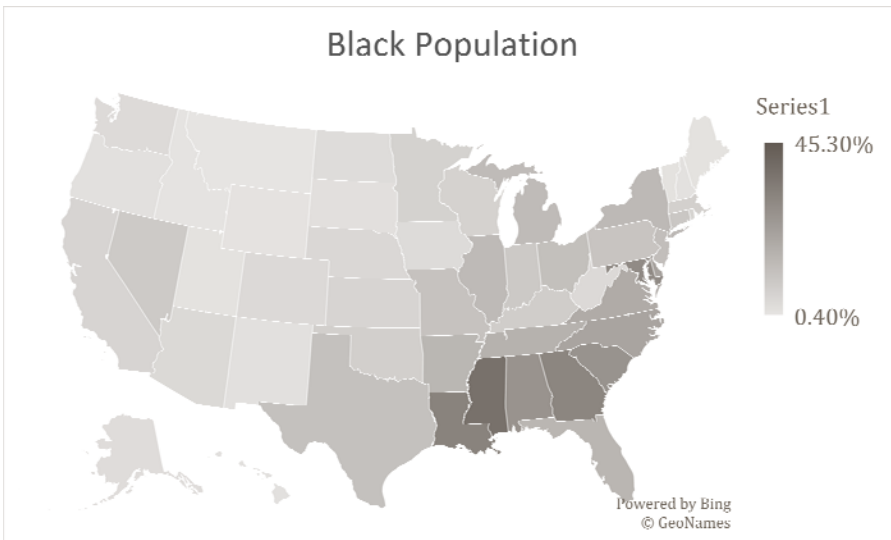 Black Population
Series1
45.30%
0.40%
Powered by Bing
© GeoNames